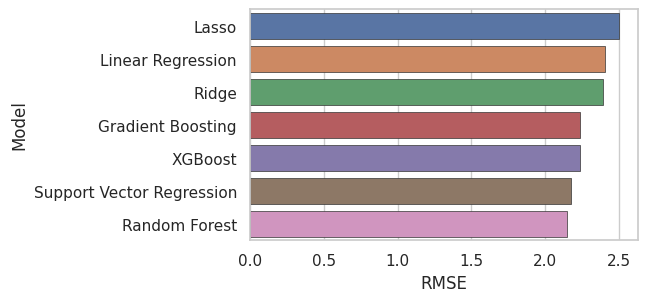 Lasso
Linear Regression
Ridge
Gradient Boosting
XGBoost
Support Vector Regression
Random Forest
Model
0.0 0.5 1.0 1.5 2.0 2.5
RMSE